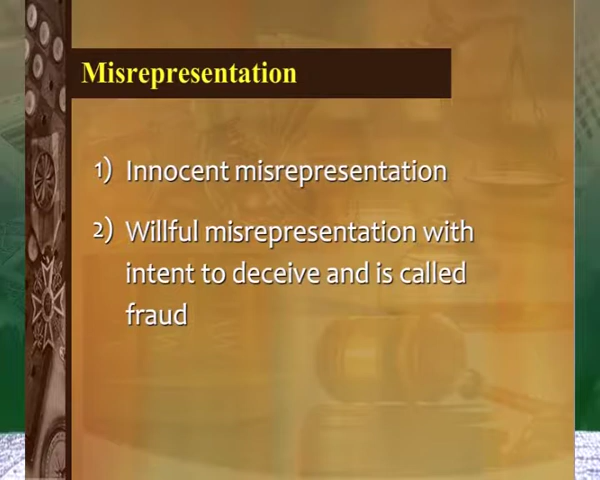 Misrepresentation
1) Innocent misrepresentation
2) Willful misrepresentation with
intent to deceive and is called
fraud